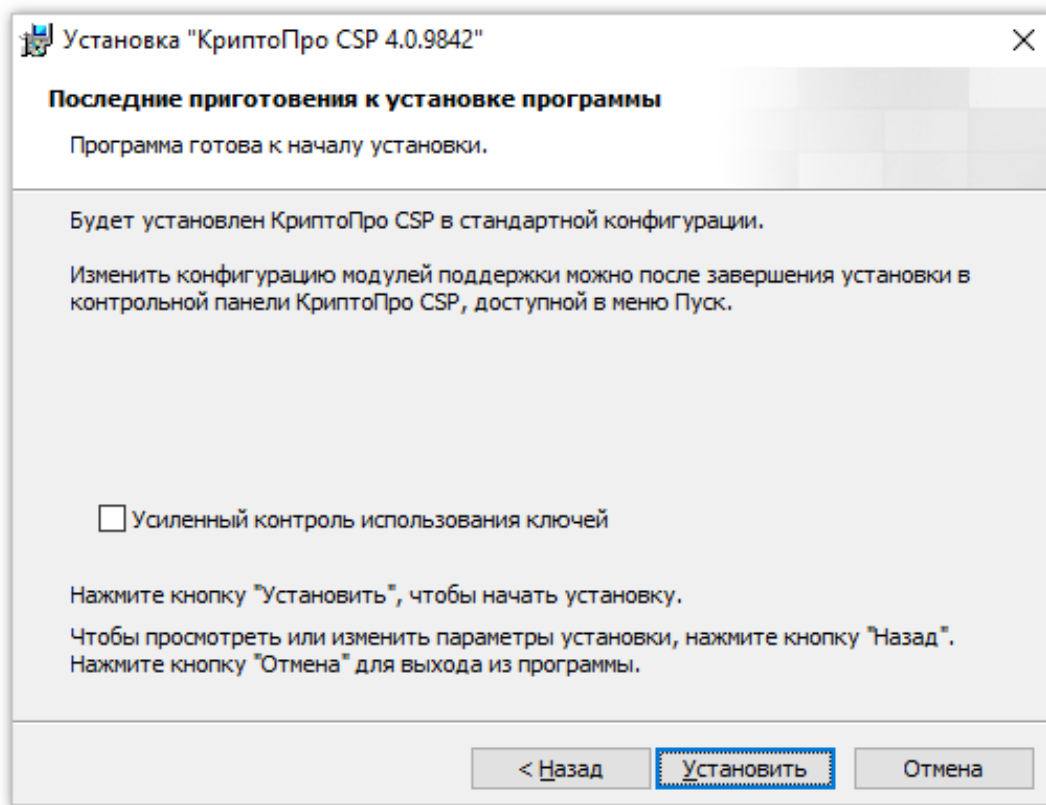 Установка "КриптоПро CSP 4.0.9842"
Последние приготовения к установке программы
Программа готова к началу установки.
Будет установлен КриптоПро CSP в стандартной конфигурации.
Изменить конфигурацию модулей поддержки можно после завершения установки в
контрольной панели КриптоПро CSP, доступной в меню Пуск.
Усиленный контроль использования ключей
Нажмите кнопку "Установить", чтобы начать установку.
Чтобы просмотреть или изменить параметры установки, нажмите кнопку "Назад".
Нажмите кнопку "Отмена" для выхода из программы.
< Назад Установить Отмена